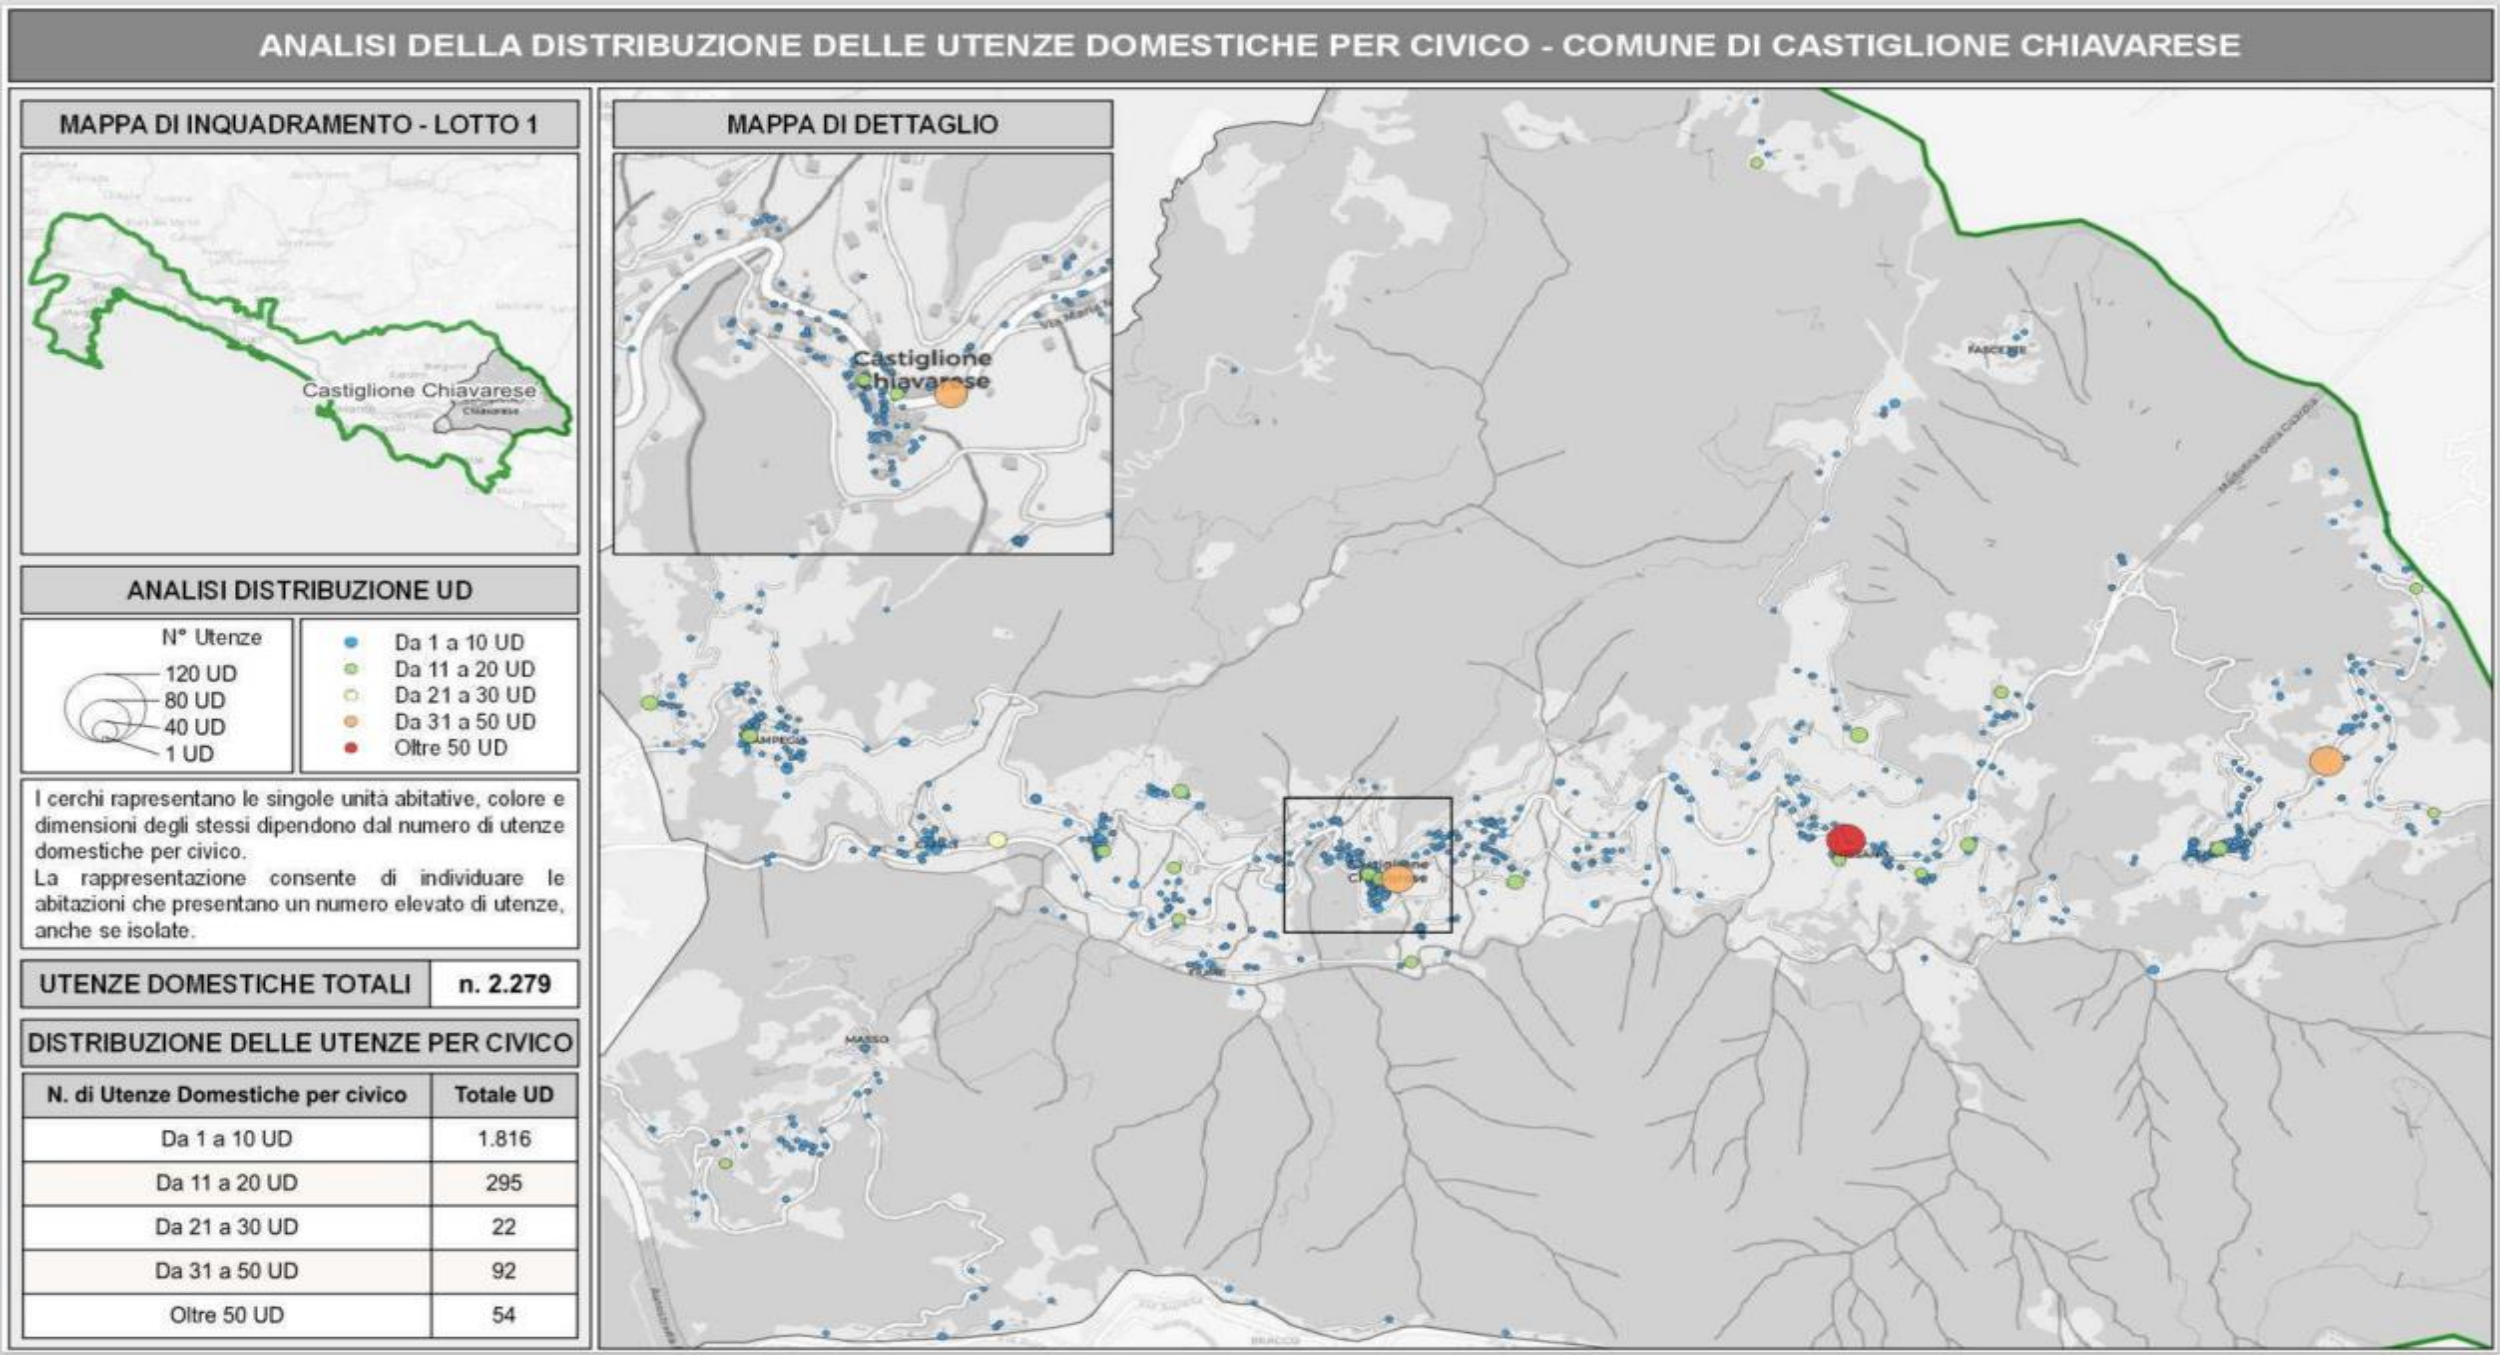 ANALISI DELLA DISTRIBUZIONE DELLE UTENZE DOMESTICHE PER CIVICO - COMUNE DI CASTIGLIONE CHIAVARESE
MAPPA DI INQUADRAMENTO - LOTTO 1
Castiglione Chiavarese
Chiavarese
ANALISI DISTRIBUZIONE UD
N° Utenze
120 UD
80 UD
40 UD
1 UD
Da 1 a 10 UD
Da 11 a 20 UD
Da 21 a 30 UD
Da 31 a 50 UD
Oltre 50 UD
I cerchi rapresentano le singole unità abitative, colore e
dimensioni degli stessi dipendono dal numero di utenze
domestiche per civico.
La rappresentazione consente di individuare le
abitazioni che presentano un numero elevato di utenze,
anche se isolate.
UTENZE DOMESTICHE TOTALI n. 2.279
DISTRIBUZIONE DELLE UTENZE PER CIVICO
N. di Utenze Domestiche per civico Totale UD
Da 1 a 10 UD 1.816
Da 11 a 20 UD 295
Da 21 a 30 UD 22
Da 31 a 50 UD 92
Oltre 50 UD 54
MAPPA DI DETTAGLIO
Castiglione
Chiavarese
Via Maria
MASSO
BRACCO
Autostrada